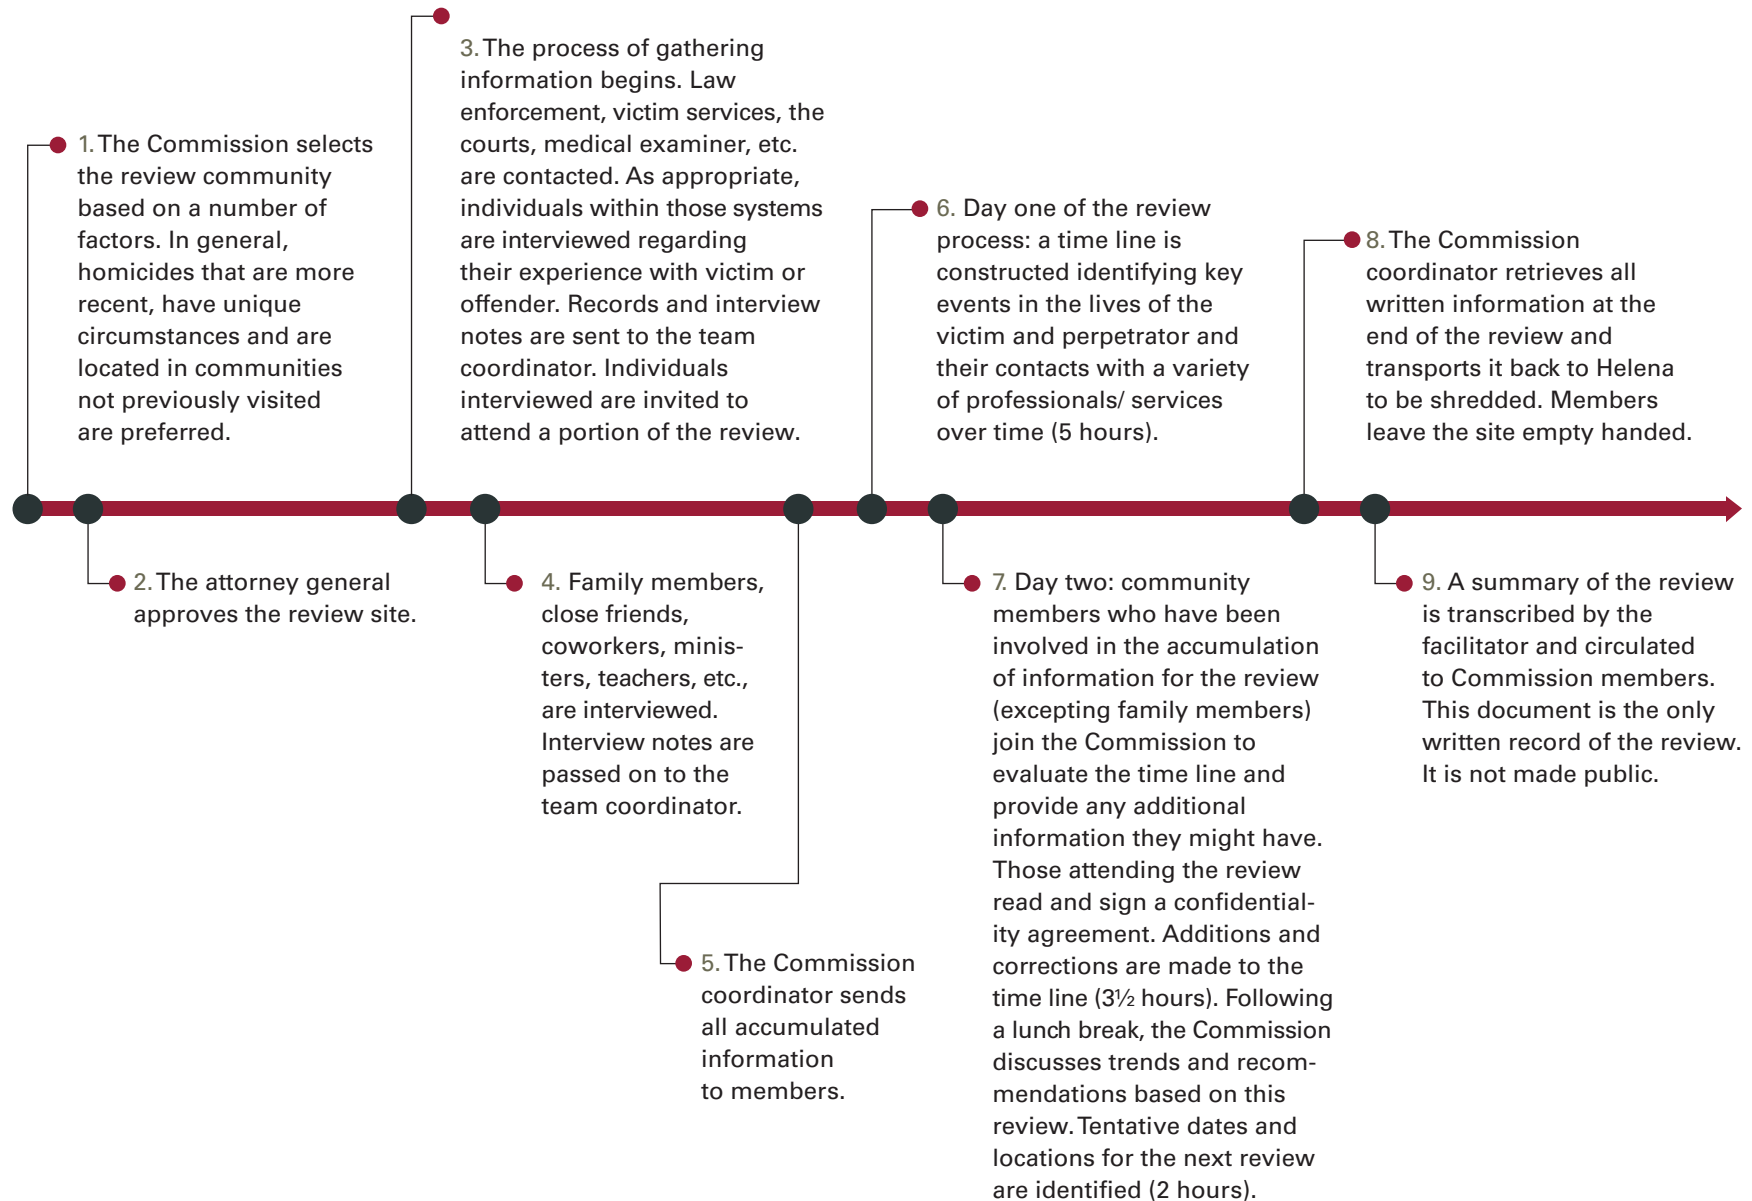 1. The Commission selects
the review community
based on a number of
factors. In general,
homicides that are more
recent, have unique
circumstances and are
located in communities
not previously visited
are preferred.
2. The attorney general
approves the review site.
3. The process of gathering
information begins. Law
enforcement, victim services, the
courts, medical examiner, etc.
are contacted. As appropriate,
individuals within those systems
are interviewed regarding
their experience with victim or
offender. Records and interview
notes are sent to the team
coordinator. Individuals
interviewed are invited to
attend a portion of the review.
4. Family members,
close friends,
coworkers, minis-
ters, teachers, etc.,
are interviewed.
Interview notes are
passed on to the
team coordinator.
5. The Commission
coordinator sends
all accumulated
information
to members.
6. Day one of the review
process: a time line is
constructed identifying key
events in the lives of the
victim and perpetrator and
their contacts with a variety
of professionals/ services
over time (5 hours).
7. Day two: community
members who have been
involved in the accumulation
of information for the review
(excepting family members)
join the Commission to
evaluate the time line and
provide any additional
information they might have.
Those attending the review
read and sign a confidential-
ity agreement. Additions and
corrections are made to the
time line (3½ hours). Following
a lunch break, the Commission
discusses trends and recom-
mendations based on this
review. Tentative dates and
locations for the next review
are identified (2 hours).
8. The Commission
coordinator retrieves all
written information at the
end of the review and
transports it back to Helena
to be shredded. Members
leave the site empty handed.
9. A summary of the review
is transcribed by the
facilitator and circulated
to Commission members.
This document is the only
written record of the review.
It is not made public.